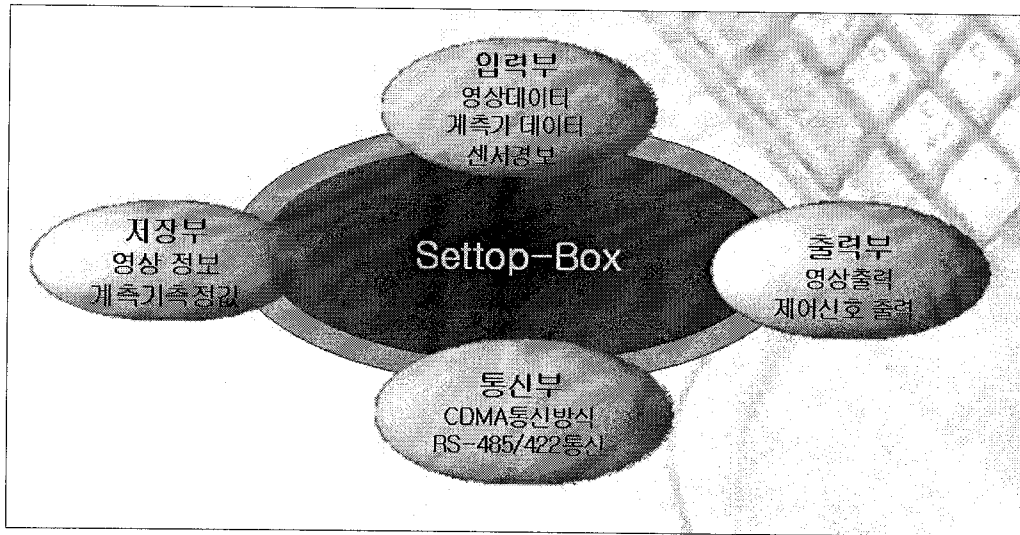 입력부
영상데이터
계측기 데이터
센서경보
저장부
영상 정보
계측기측정값
Settop-Box
출력부
영상출력
제어신호 출력
통신부
CDMA통신방식
RS-485/422통신